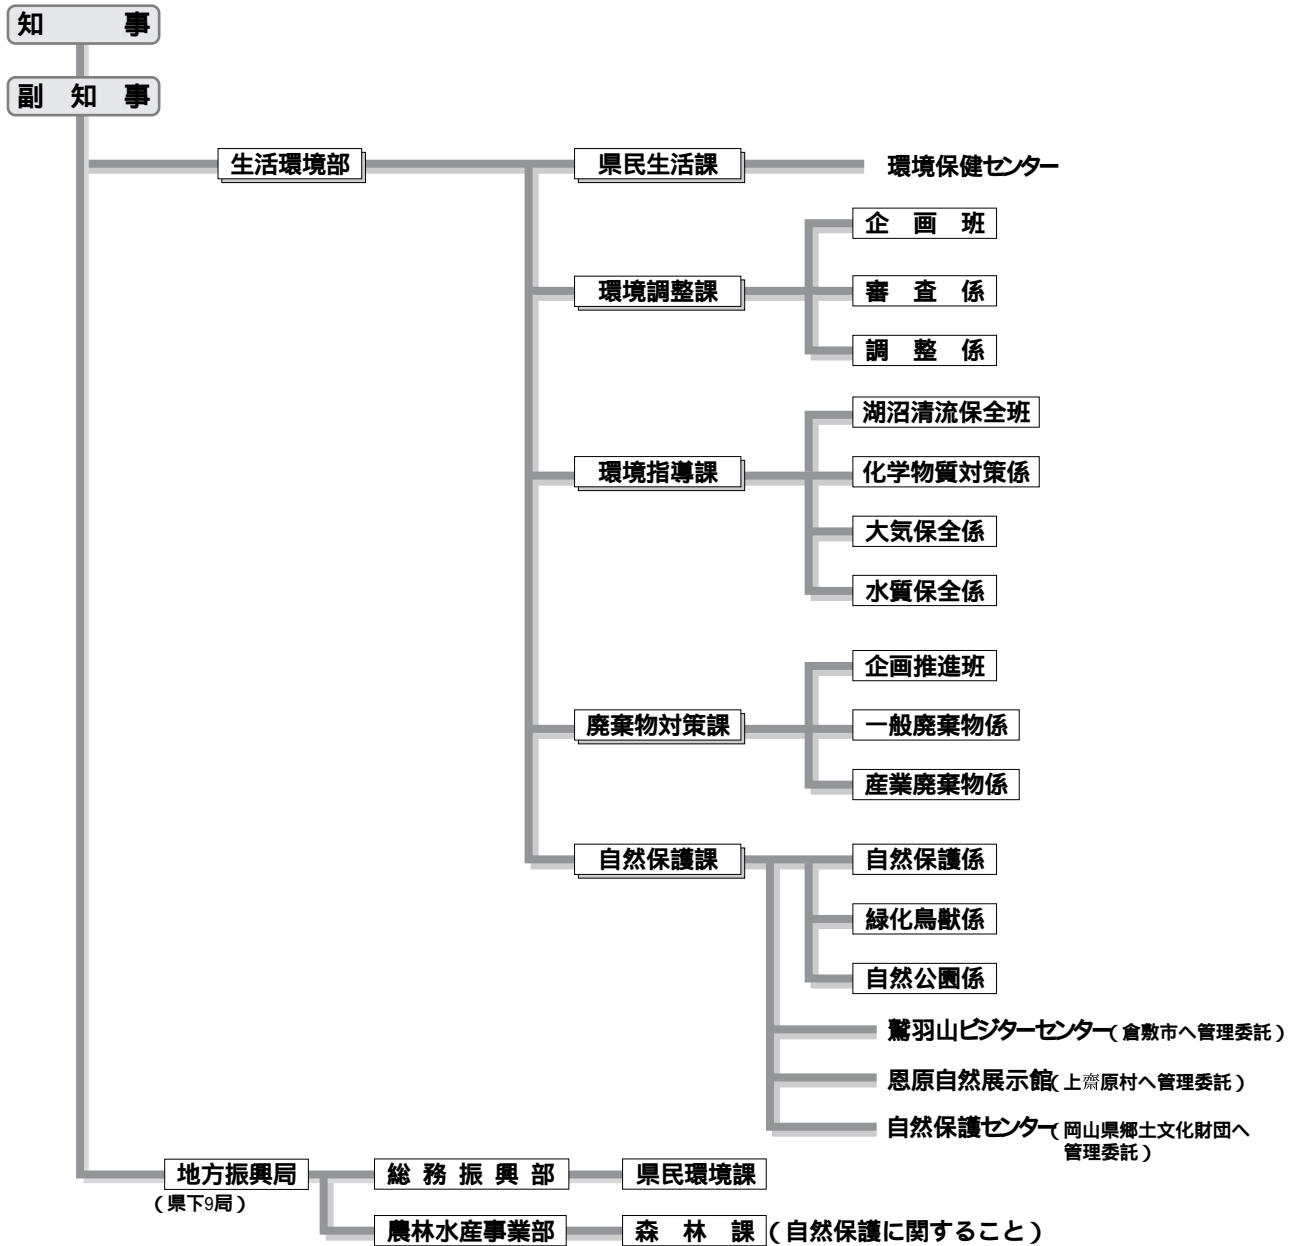 知事
副知事
生活環境部
県民生活課
環境保健センター
企画班
環境調整課
審査係
調整係
湖沼清流保全班
環境指導課
化学物質対策係
大気保全係
水質保全係
企画推進班
廃棄物対策課
一般廃棄物係
産業廃棄物係
自然保護課
自然保護係
緑化鳥獣係
自然公園係
鷲羽山ビジターセンター(倉敷市へ管理委託)
恩原自然展示館(上齋原村へ管理委託)
自然保護センター(岡山県郷土文化財団へ
管理委託)
地方振興局
(県下9局)
総務振興部
県民環境課
農林水産事業部
森林課(自然保護に関すること)